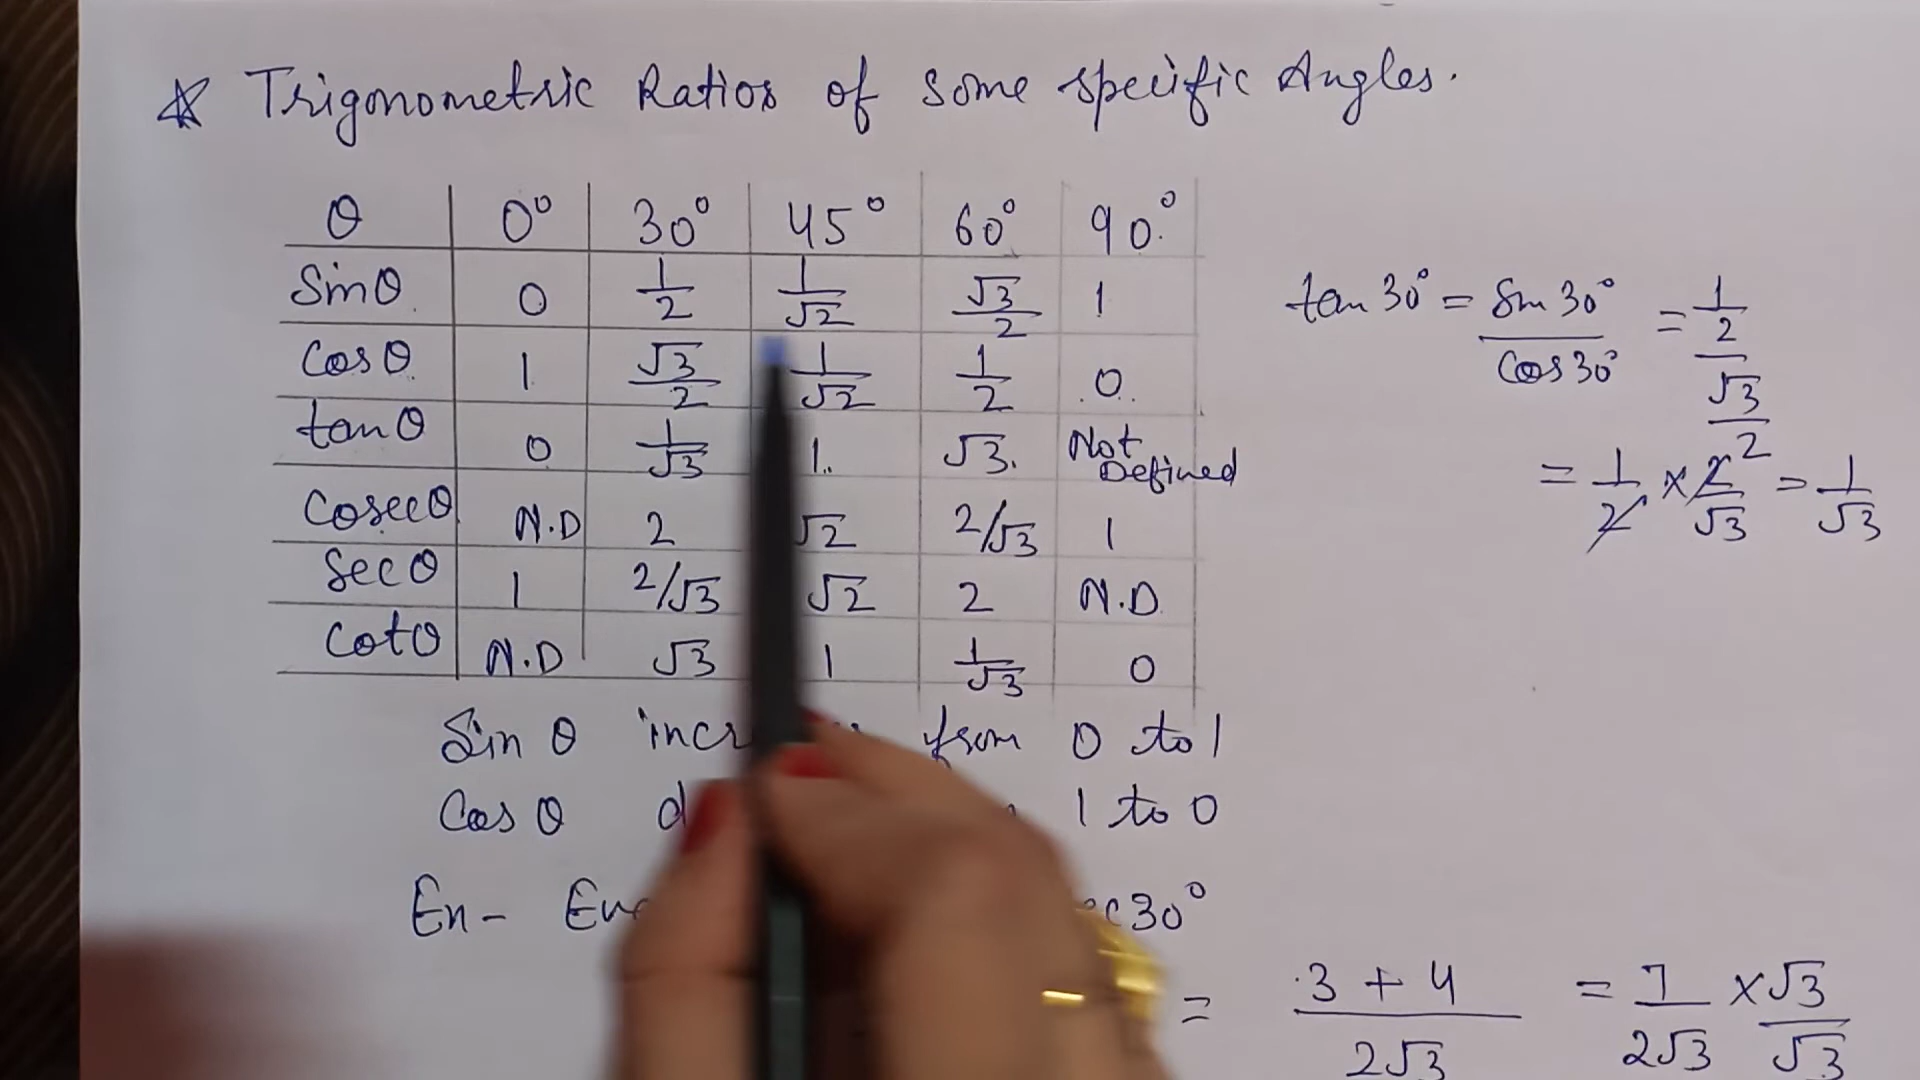 ☆ Trigonometric Ratios of some specific Angles.
θ 0° 30° 45° 60° 90°
Sinθ 0 1/2 1/√2 √3/2 1
Cosθ 1 √3/2 1/√2 1/2 0
tanθ 0 1/√3 1 √3 Not Defined
Cosecθ N.D 2 √2 2/√3 1
Secθ 1 2/√3 √2 2 N.D
Cotθ N.D √3 1 1/√3 0
tan 30° = Sin 30° / Cos 30° = 1/2 / √3/2
= 1/2 × 2/√3 = 1/√3
Sin θ from 0 to 1
Cos θ 1 to 0
En - 30°
= 3 + 4 / 2√3 = 7/2√3 × √3/√3